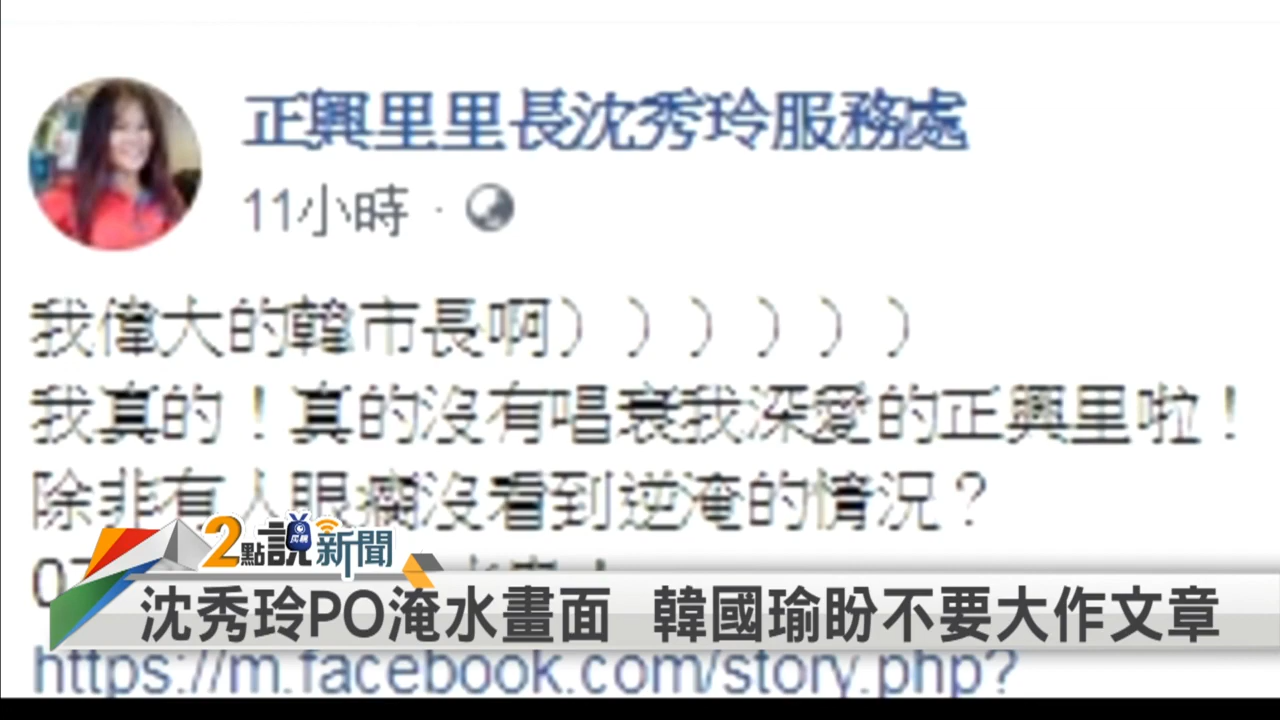 正興里里長沈秀玲服務處
11小時 ·
我偉大的韓市長啊））））））
我真的！真的沒有唱衰我深愛的正興里啦！
除非有人眼瘸沒看到逆淹的情況？
2點說新聞
沈秀玲PO淹水畫面 韓國瑜盼不要大作文章
https://m.facebook.com/story.php?